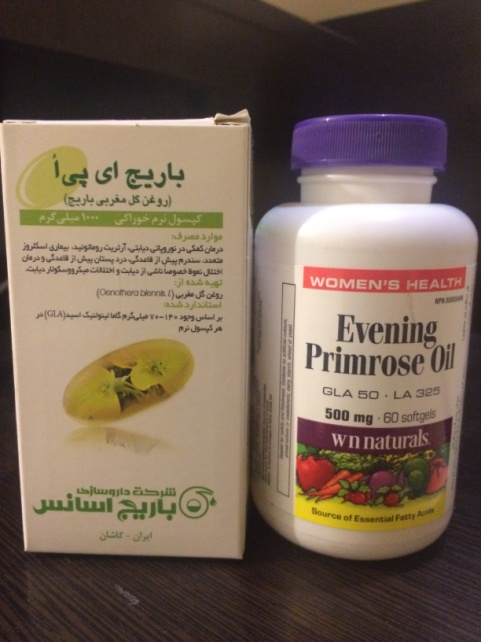 باریج ای پی اُ
(روغن گل مغربی باریج)
کپسول نرم خوراکی ۱۰۰۰ میلی گرم
موارد مصرف:
درمان کمکی در نوروپاتی دیابتی، آرتریت روماتوئید، بیماری اسکلروز
متعدد، سندرم پیش از قاعدگی، درد پستان پیش از قاعدگی و درمان
اختلال نعوظ خصوصا ناشی از دیابت و اختلالات میکروواسکولار دیابت.
تهیه شده از:
روغن گل مغربی (Oenothera biennis L)
استاندارد شده:
بر اساس وجود ۱۴۰-۷۰ میلی گرم گاما لینولنیک اسید (GLA) در
هر کپسول نرم
شرکت داروسازی
باریج اسانس
ایران - کاشان
WOMEN'S HEALTH
Evening
Primrose Oil
GLA 50 · LA 325
500 mg · 60 softgels
wn naturals
Source of Essential Fatty Acids